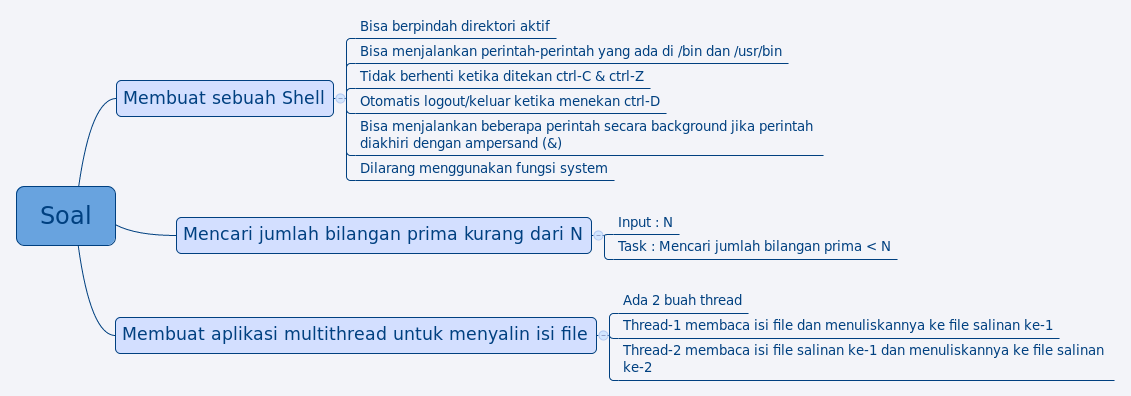 Soal
Membuat sebuah Shell
Bisa berpindah direktori aktif
Bisa menjalankan perintah-perintah yang ada di /bin dan /usr/bin
Tidak berhenti ketika ditekan ctrl-C & ctrl-Z
Otomatis logout/keluar ketika menekan ctrl-D
Bisa menjalankan beberapa perintah secara background jika perintah
diakhiri dengan ampersand (&)
Dilarang menggunakan fungsi system
Mencari jumlah bilangan prima kurang dari N
Input : N
Task : Mencari jumlah bilangan prima < N
Membuat aplikasi multithread untuk menyalin isi file
Ada 2 buah thread
Thread-1 membaca isi file dan menuliskannya ke file salinan ke-1
Thread-2 membaca isi file salinan ke-1 dan menuliskannya ke file salinan
ke-2